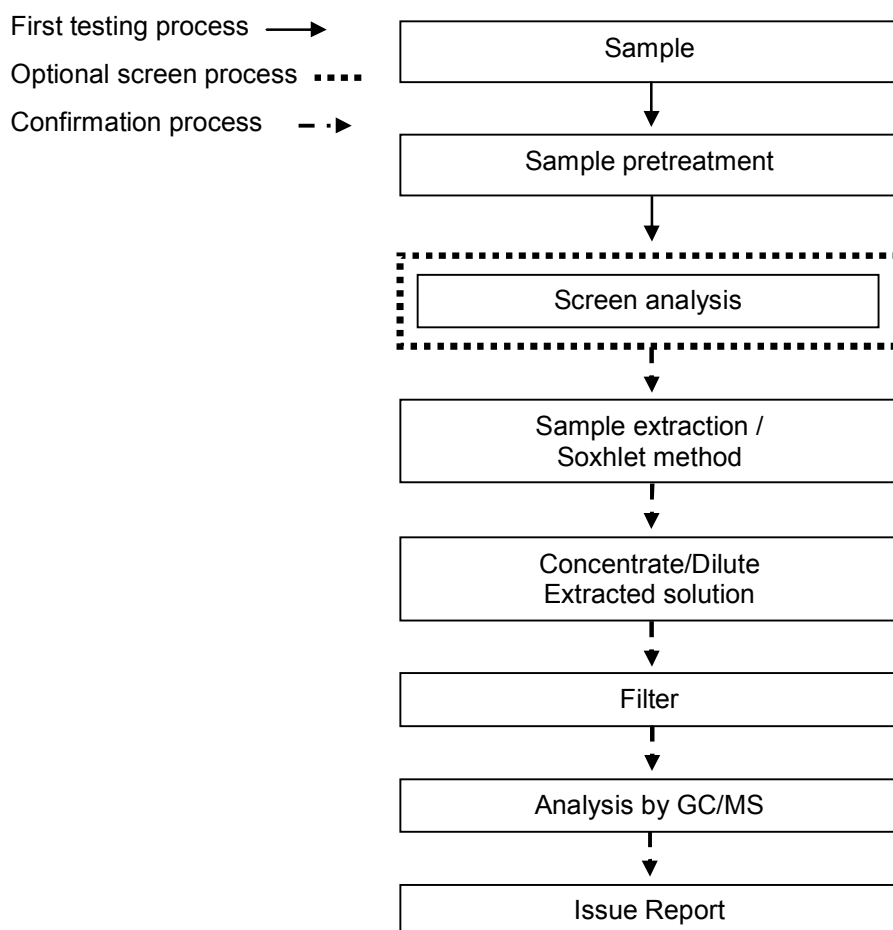 First testing process
Optional screen process
Confirmation process
Sample
Sample pretreatment
Screen analysis
Sample extraction /
Soxhlet method
Concentrate/Dilute
Extracted solution
Filter
Analysis by GC/MS
Issue Report